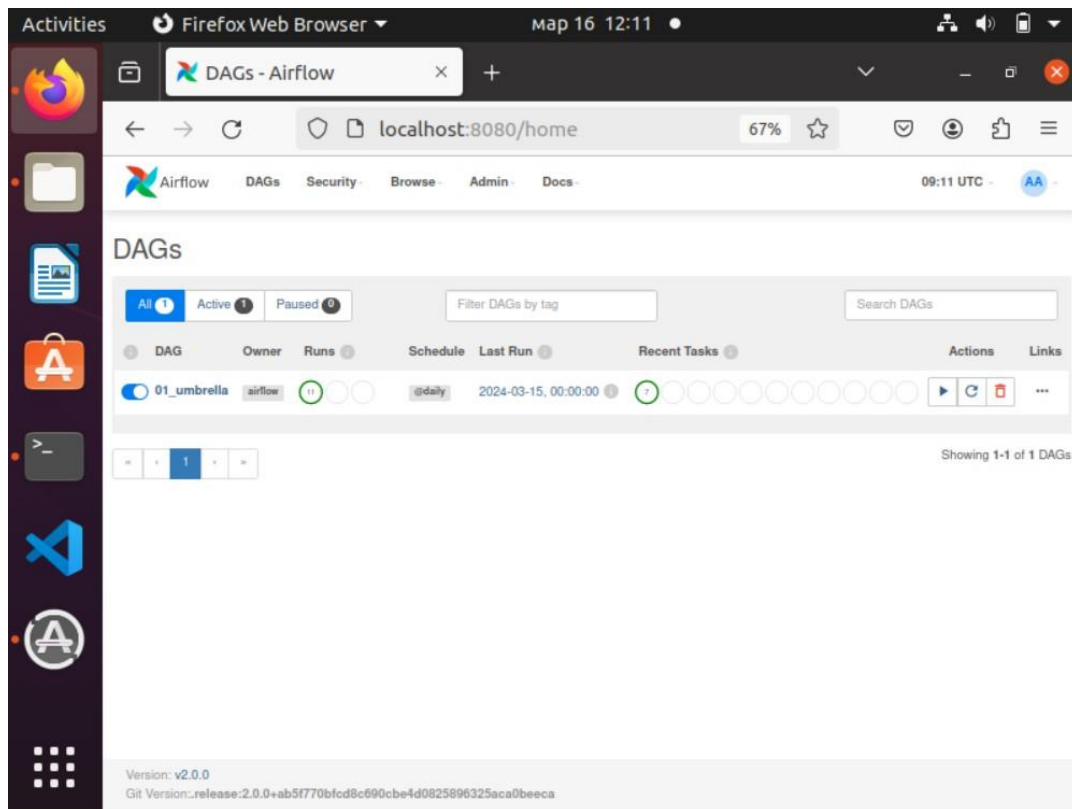 Activities Firefox Web Browser мар 16 12:11
DAGs - Airflow
localhost:8080/home 67%
Airflow DAGs Security Browse Admin Docs 09:11 UTC AA
DAGs
All 1 Active 1 Paused 0 Filter DAGs by tag Search DAGs
DAG Owner Runs Schedule Last Run Recent Tasks Actions Links
01_umbrella airflow 11 @daily 2024-03-15, 00:00:00 7
« ‹ 1 › » Showing 1-1 of 1 DAGs
Version: v2.0.0
Git Version:.release:2.0.0+ab5f770bfcd8c690cbe4d0825896325aca0beeca